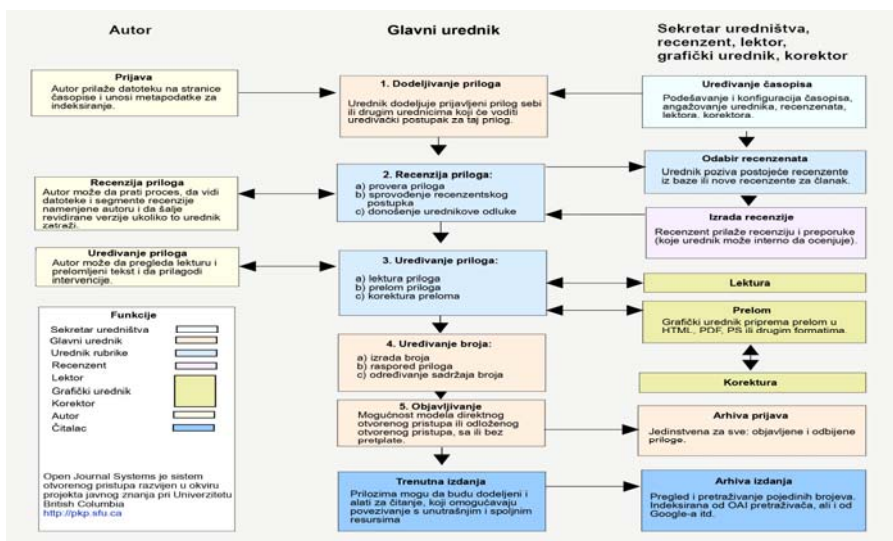 Autor
Glavni urednik
Sekretar uredništva,
recenzent, lektor,
grafički urednik, korektor
Prijava
Autor prilaže datoteku na stranice
časopise i unosi metapodatke za
indeksiranje.
1. Dodeljivanje priloga
Urednik dodeljuje prijavljeni prilog sebi
ili drugim urednicima koji će voditi
uređivački postupak za taj prilog.
Uređivanje časopisa
Podešavanje i konfiguracija časopisa,
angažovanje urednika, recenzenata,
lektora. korektora.
Recenzija priloga
Autor može da prati proces, da vidi
datoteke i segmente recenzije
namenjene autoru i da šalje
revidirane verzije ukoliko to urednik
zatraži.
2. Recenzija priloga:
a) provera priloga
b) sprovođenje recenzentskog
postupka
c) donošenje urednikove odluke
Odabir recenzenata
Urednik poziva postojeće recenzente
iz baze ili nove recenzente za članak.
Izrada recenzije
Recenzent prilaže recenziju i preporuke
(koje urednik može interno da ocenjuje).
Uređivanje priloga
Autor može da pregleda lekturu i
prelomljeni tekst i da prilagodi
intervencije.
3. Uređivanje priloga:
a) lektura priloga
b) prelom priloga
c) korektura preloma
Lektura
Prelom
Grafički urednik priprema prelom u
HTML, PDF, PS ili drugim formatima.
Korektura
Funkcije
Sekretar uredništva
Glavni urednik
Urednik rubrike
Recenzent
Lektor
Grafički urednik
Korektor
Autor
Čitalac
4. Uređivanje broja:
a) izrada broja
b) raspored priloga
c) određivanje sadržaja broja
5. Objavljivanje
Mogućnost modela direktnog
otvorenog pristupa ili odloženog
otvorenog pristupa, sa ili bez
pretplate.
Arhiva prijava
Jedinstvena za sve: objavljene i odbijene
priloge.
Open Journal Systems je sistem
otvorenog pristupa razvijen u okviru
projekta javnog znanja pri Univerzitetu
British Columbia
http://pkp.sfu.ca
Trenutna izdanja
Prilozima mogu da budu dodeljeni i
alati za čitanje, koji omogućavaju
povezivanje s unutrašnjim i spoljnim
resursima
Arhiva izdanja
Pregled i pretraživanje pojedinih brojeva.
Indeksirana od OAI pretraživača, ali i od
Google-a itd.